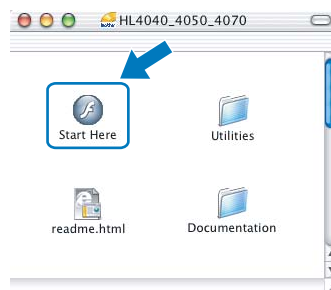 HL4040_4050_4070
Start Here
Utilities
readme.html
Documentation